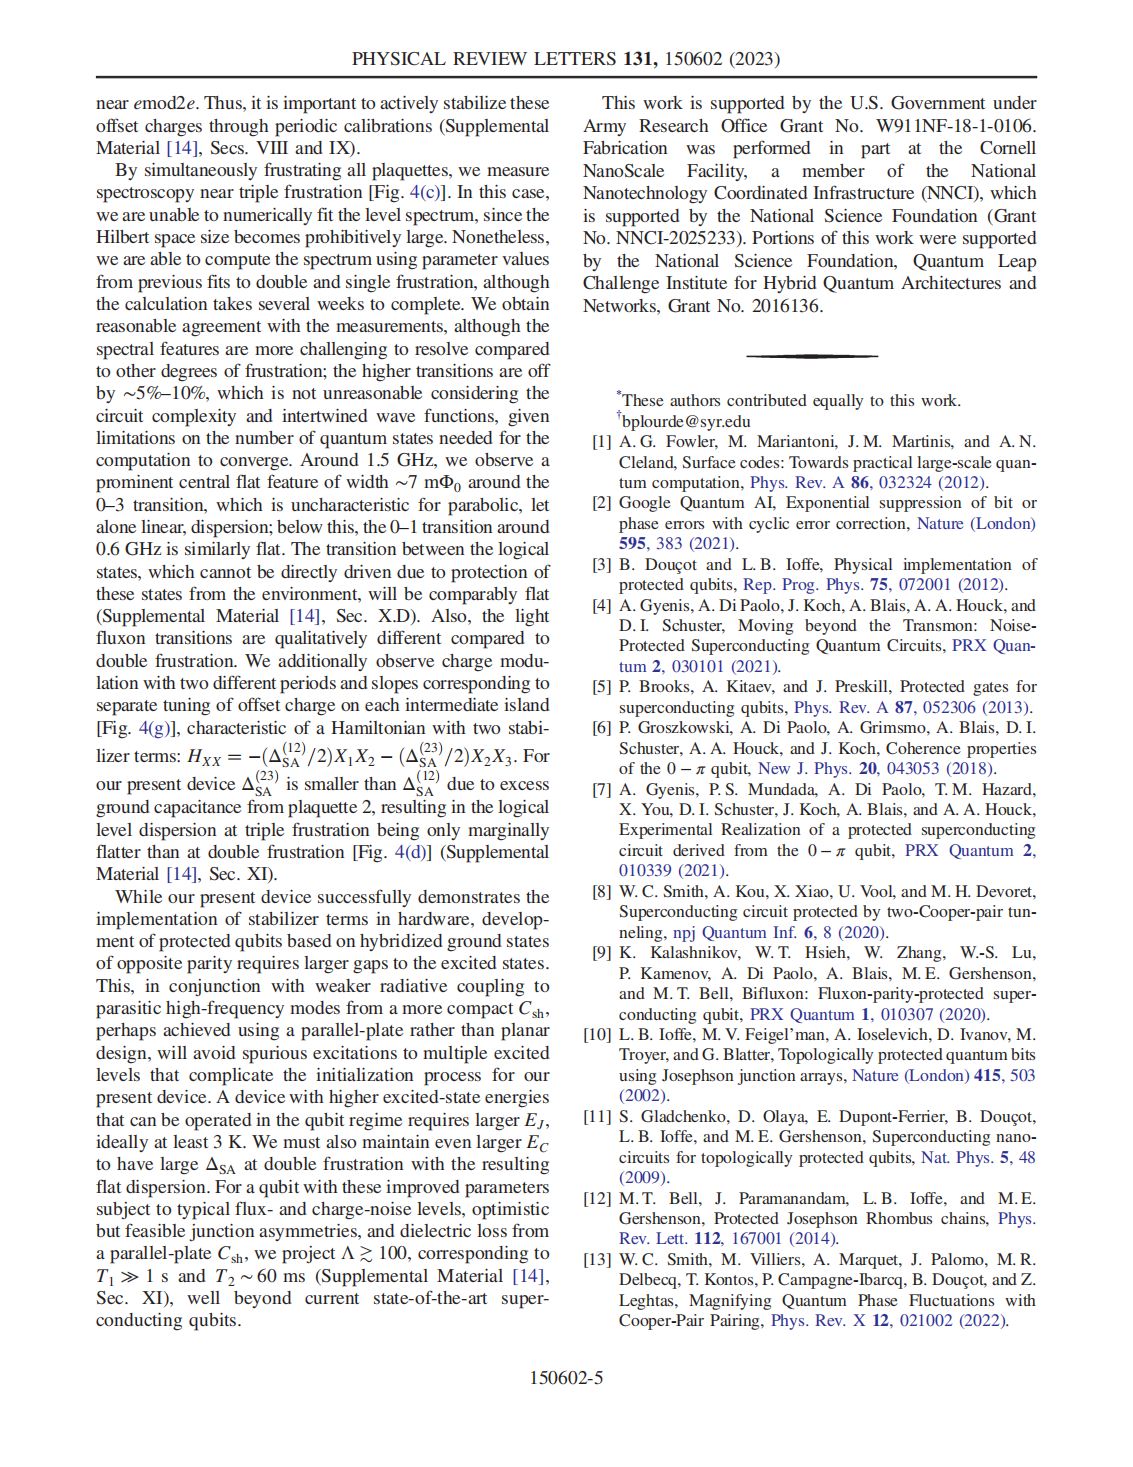 PHYSICAL REVIEW LETTERS 131, 150602 (2023)
near emod2e. Thus, it is important to actively stabilize these
offset charges through periodic calibrations (Supplemental
Material [14], Secs. VIII and IX).
By simultaneously frustrating all plaquettes, we measure
spectroscopy near triple frustration [Fig. 4(c)]. In this case,
we are unable to numerically fit the level spectrum, since the
Hilbert space size becomes prohibitively large. Nonetheless,
we are able to compute the spectrum using parameter values
from previous fits to double and single frustration, although
the calculation takes several weeks to complete. We obtain
reasonable agreement with the measurements, although the
spectral features are more challenging to resolve compared
to other degrees of frustration; the higher transitions are off
by ∼5%–10%, which is not unreasonable considering the
circuit complexity and intertwined wave functions, given
limitations on the number of quantum states needed for the
computation to converge. Around 1.5 GHz, we observe a
prominent central flat feature of width ∼7 mΦ₀ around the
0–3 transition, which is uncharacteristic for parabolic, let
alone linear, dispersion; below this, the 0–1 transition around
0.6 GHz is similarly flat. The transition between the logical
states, which cannot be directly driven due to protection of
these states from the environment, will be comparably flat
(Supplemental Material [14], Sec. X.D). Also, the light
fluxon transitions are qualitatively different compared to
double frustration. We additionally observe charge modu-
lation with two different periods and slopes corresponding to
separate tuning of offset charge on each intermediate island
[Fig. 4(g)], characteristic of a Hamiltonian with two stabi-
lizer terms: H_XX = −(Δ_SA^(12)/2)X₁X₂ − (Δ_SA^(23)/2)X₂X₃. For
our present device Δ_SA^(23) is smaller than Δ_SA^(12) due to excess
ground capacitance from plaquette 2, resulting in the logical
level dispersion at triple frustration being only marginally
flatter than at double frustration [Fig. 4(d)] (Supplemental
Material [14], Sec. XI).
While our present device successfully demonstrates the
implementation of stabilizer terms in hardware, develop-
ment of protected qubits based on hybridized ground states
of opposite parity requires larger gaps to the excited states.
This, in conjunction with weaker radiative coupling to
parasitic high-frequency modes from a more compact C_sh,
perhaps achieved using a parallel-plate rather than planar
design, will avoid spurious excitations to multiple excited
levels that complicate the initialization process for our
present device. A device with higher excited-state energies
that can be operated in the qubit regime requires larger E_J,
ideally at least 3 K. We must also maintain even larger E_C
to have large Δ_SA at double frustration with the resulting
flat dispersion. For a qubit with these improved parameters
subject to typical flux- and charge-noise levels, optimistic
but feasible junction asymmetries, and dielectric loss from
a parallel-plate C_sh, we project Λ ≳ 100, corresponding to
T₁ ≫ 1 s and T₂ ∼ 60 ms (Supplemental Material [14],
Sec. XI), well beyond current state-of-the-art super-
conducting qubits.
This work is supported by the U.S. Government under
Army Research Office Grant No. W911NF-18-1-0106.
Fabrication was performed in part at the Cornell
NanoScale Facility, a member of the National
Nanotechnology Coordinated Infrastructure (NNCI), which
is supported by the National Science Foundation (Grant
No. NNCI-2025233). Portions of this work were supported
by the National Science Foundation, Quantum Leap
Challenge Institute for Hybrid Quantum Architectures and
Networks, Grant No. 2016136.
*These authors contributed equally to this work.
†bplourde@syr.edu
[1] A. G. Fowler, M. Mariantoni, J. M. Martinis, and A. N.
Cleland, Surface codes: Towards practical large-scale quan-
tum computation, Phys. Rev. A 86, 032324 (2012).
[2] Google Quantum AI, Exponential suppression of bit or
phase errors with cyclic error correction, Nature (London)
595, 383 (2021).
[3] B. Douçot and L. B. Ioffe, Physical implementation of
protected qubits, Rep. Prog. Phys. 75, 072001 (2012).
[4] A. Gyenis, A. Di Paolo, J. Koch, A. Blais, A. A. Houck, and
D. I. Schuster, Moving beyond the Transmon: Noise-
Protected Superconducting Quantum Circuits, PRX Quan-
tum 2, 030101 (2021).
[5] P. Brooks, A. Kitaev, and J. Preskill, Protected gates for
superconducting qubits, Phys. Rev. A 87, 052306 (2013).
[6] P. Groszkowski, A. Di Paolo, A. Grimsmo, A. Blais, D. I.
Schuster, A. A. Houck, and J. Koch, Coherence properties
of the 0 − π qubit, New J. Phys. 20, 043053 (2018).
[7] A. Gyenis, P. S. Mundada, A. Di Paolo, T. M. Hazard,
X. You, D. I. Schuster, J. Koch, A. Blais, and A. A. Houck,
Experimental Realization of a protected superconducting
circuit derived from the 0 − π qubit, PRX Quantum 2,
010339 (2021).
[8] W. C. Smith, A. Kou, X. Xiao, U. Vool, and M. H. Devoret,
Superconducting circuit protected by two-Cooper-pair tun-
neling, npj Quantum Inf. 6, 8 (2020).
[9] K. Kalashnikov, W. T. Hsieh, W. Zhang, W.-S. Lu,
P. Kamenov, A. Di Paolo, A. Blais, M. E. Gershenson,
and M. T. Bell, Bifluxon: Fluxon-parity-protected super-
conducting qubit, PRX Quantum 1, 010307 (2020).
[10] L. B. Ioffe, M. V. Feigel'man, A. Ioselevich, D. Ivanov, M.
Troyer, and G. Blatter, Topologically protected quantum bits
using Josephson junction arrays, Nature (London) 415, 503
(2002).
[11] S. Gladchenko, D. Olaya, E. Dupont-Ferrier, B. Douçot,
L. B. Ioffe, and M. E. Gershenson, Superconducting nano-
circuits for topologically protected qubits, Nat. Phys. 5, 48
(2009).
[12] M. T. Bell, J. Paramanandam, L. B. Ioffe, and M. E.
Gershenson, Protected Josephson Rhombus chains, Phys.
Rev. Lett. 112, 167001 (2014).
[13] W. C. Smith, M. Villiers, A. Marquet, J. Palomo, M. R.
Delbecq, T. Kontos, P. Campagne-Ibarcq, B. Douçot, and Z.
Leghtas, Magnifying Quantum Phase Fluctuations with
Cooper-Pair Pairing, Phys. Rev. X 12, 021002 (2022).
150602-5